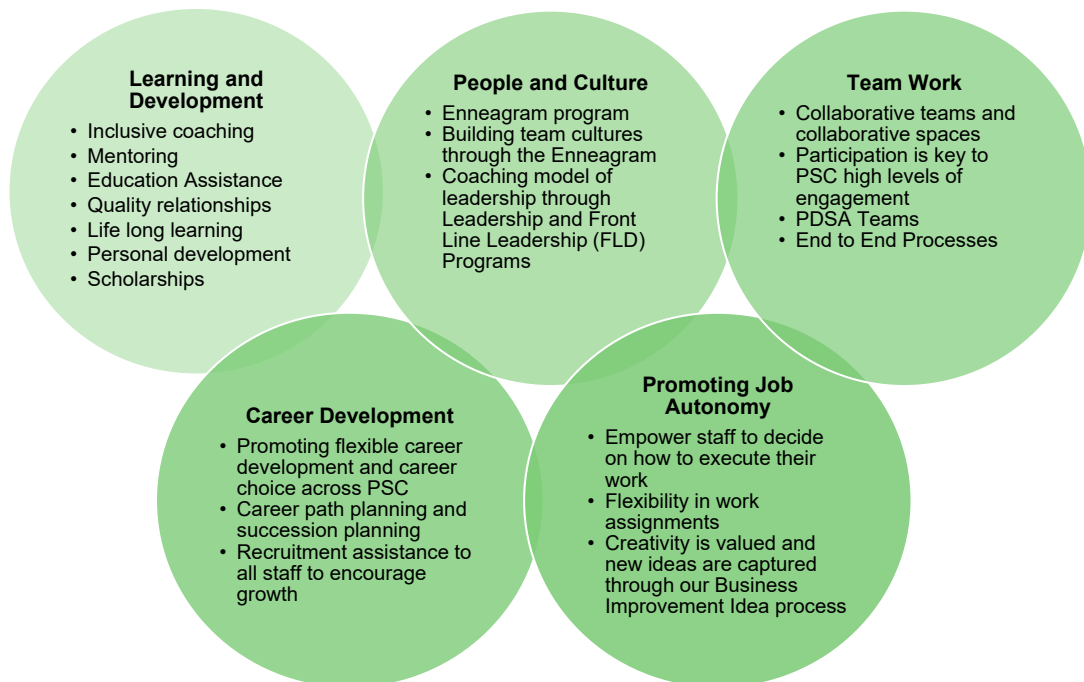 Learning and
Development
• Inclusive coaching
• Mentoring
• Education Assistance
• Quality relationships
• Life long learning
• Personal development
• Scholarships
People and Culture
• Enneagram program
• Building team cultures
through the Enneagram
• Coaching model of
leadership through
Leadership and Front
Line Leadership (FLD)
Programs
Team Work
• Collaborative teams and
collaborative spaces
• Participation is key to
PSC high levels of
engagement
• PDSA Teams
• End to End Processes
Career Development
• Promoting flexible career
development and career
choice across PSC
• Career path planning and
succession planning
• Recruitment assistance to
all staff to encourage
growth
Promoting Job
Autonomy
• Empower staff to decide
on how to execute their
work
• Flexibility in work
assignments
• Creativity is valued and
new ideas are captured
through our Business
Improvement Idea process